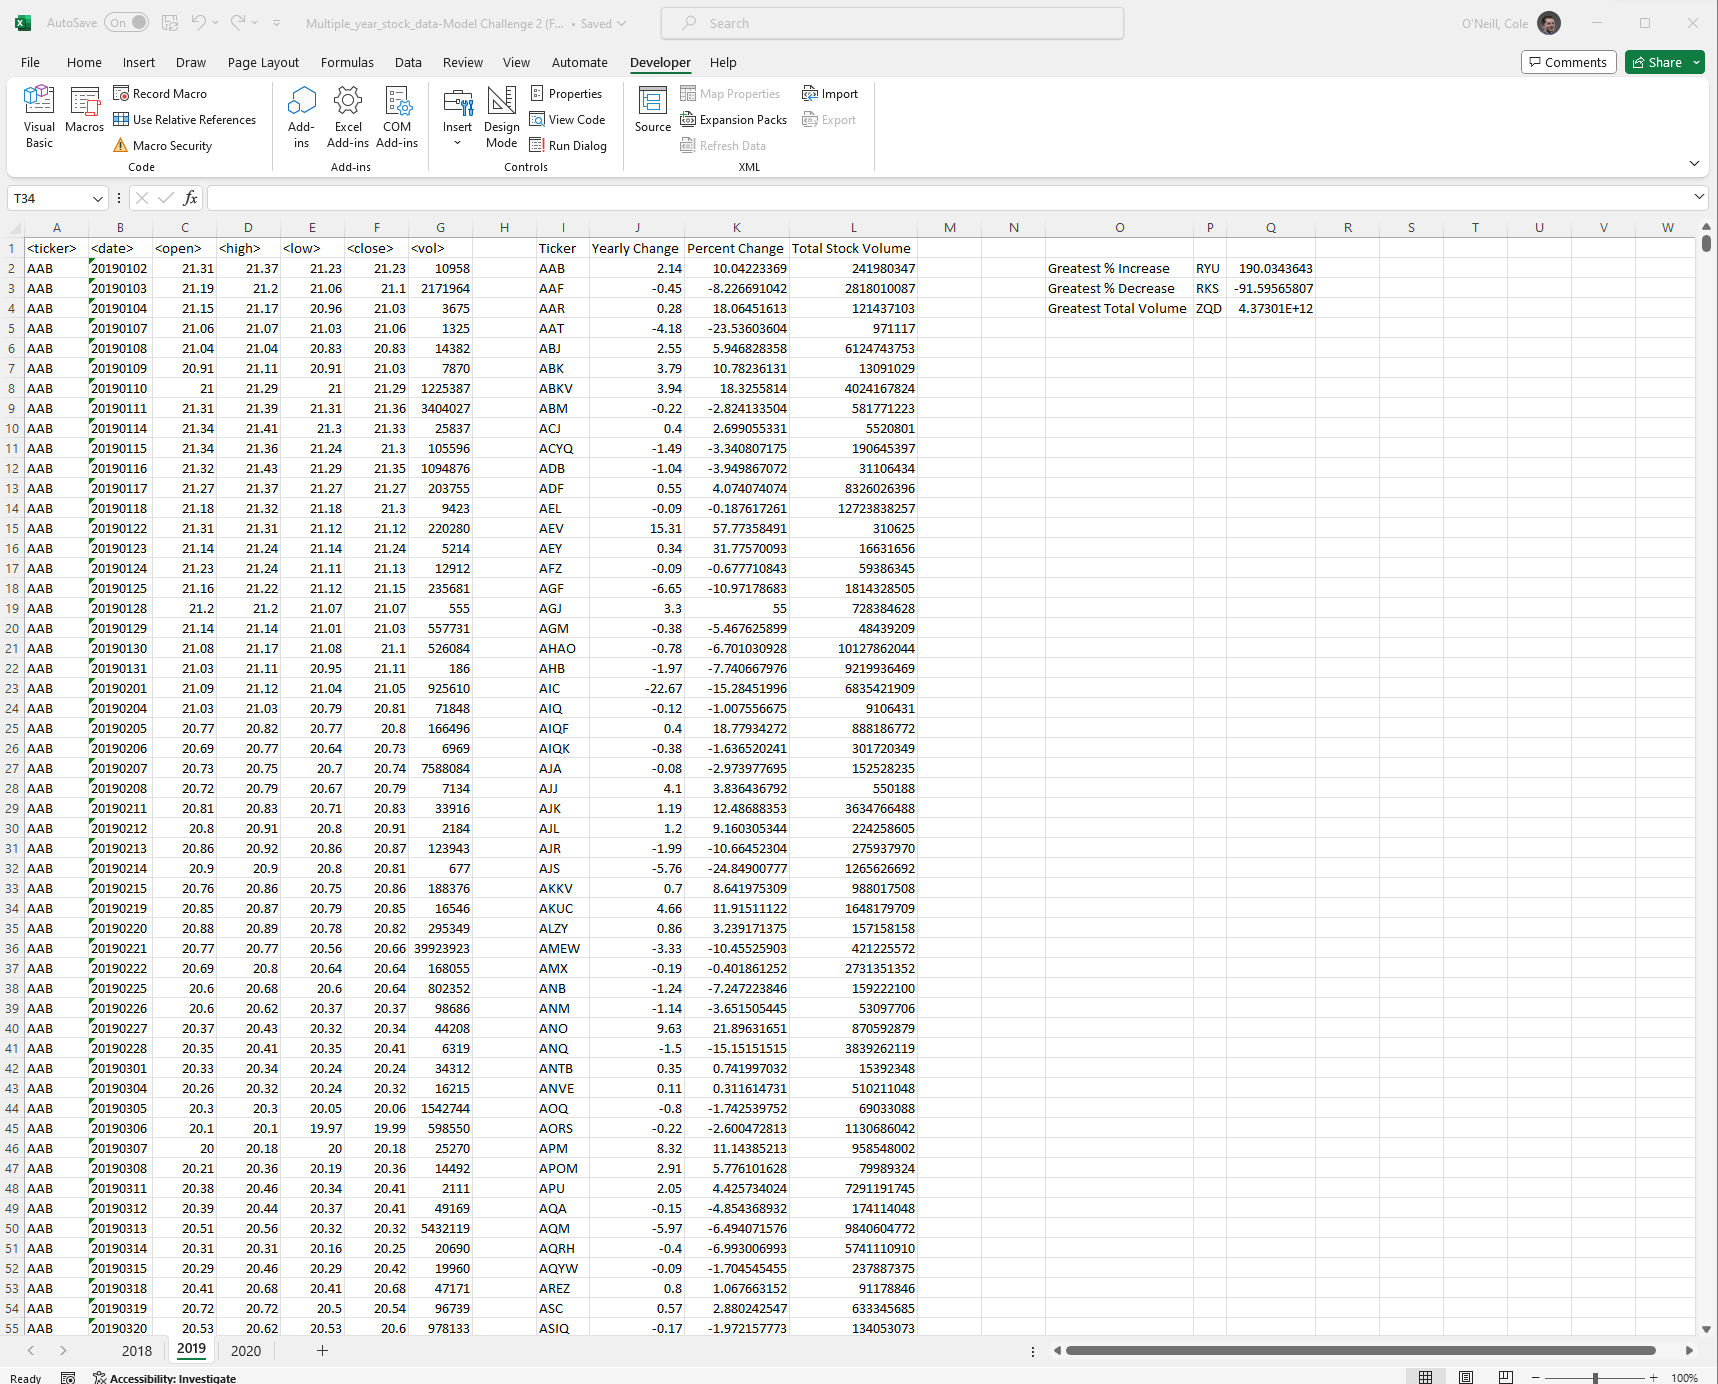 AutoSave On Multiple_year_stock_data-Model Challenge 2 (F... • Saved Search O'Neill, Cole
File Home Insert Draw Page Layout Formulas Data Review View Automate Developer Help Comments Share
Visual Basic Macros Record Macro Use Relative References Macro Security Code
Add-ins Excel Add-ins COM Add-ins Add-ins
Insert Design Mode Properties View Code Run Dialog Controls
Source Map Properties Expansion Packs Refresh Data Import Export XML
T34 fx
A B C D E F G H I J K L M N O P Q R S T U V W
1 <ticker> <date> <open> <high> <low> <close> <vol> Ticker Yearly Change Percent Change Total Stock Volume
2 AAB 20190102 21.31 21.37 21.23 21.23 10958 AAB 2.14 10.04223369 241980347 Greatest % Increase RYU 190.0343643
3 AAB 20190103 21.19 21.2 21.06 21.1 2171964 AAF -0.45 -8.226691042 2818010087 Greatest % Decrease RKS -91.59565807
4 AAB 20190104 21.15 21.17 20.96 21.03 3675 AAR 0.28 18.06451613 121437103 Greatest Total Volume ZQD 4.37301E+12
5 AAB 20190107 21.06 21.07 21.03 21.06 1325 AAT -4.18 -23.53603604 971117
6 AAB 20190108 21.04 21.04 20.83 20.83 14382 ABJ 2.55 5.946828358 6124743753
7 AAB 20190109 20.91 21.11 20.91 21.03 7870 ABK 3.79 10.78236131 13091029
8 AAB 20190110 21 21.29 21 21.29 1225387 ABKV 3.94 18.3255814 4024167824
9 AAB 20190111 21.31 21.39 21.31 21.36 3404027 ABM -0.22 -2.824133504 581771223
10 AAB 20190114 21.34 21.41 21.3 21.33 25837 ACJ 0.4 2.699055331 5520801
11 AAB 20190115 21.34 21.36 21.24 21.3 105596 ACYQ -1.49 -3.340807175 190645397
12 AAB 20190116 21.32 21.43 21.29 21.35 1094876 ADB -1.04 -3.949867072 31106434
13 AAB 20190117 21.27 21.37 21.27 21.27 203755 ADF 0.55 4.074074074 8326026396
14 AAB 20190118 21.18 21.32 21.18 21.3 9423 AEL -0.09 -0.187617261 12723838257
15 AAB 20190122 21.31 21.31 21.12 21.12 220280 AEV 15.31 57.77358491 310625
16 AAB 20190123 21.14 21.24 21.14 21.24 5214 AEY 0.34 31.77570093 16631656
17 AAB 20190124 21.23 21.24 21.11 21.13 12912 AFZ -0.09 -0.677710843 59386345
18 AAB 20190125 21.16 21.22 21.12 21.15 235681 AGF -6.65 -10.97178683 1814328505
19 AAB 20190128 21.2 21.2 21.07 21.07 555 AGJ 3.3 55 728384628
20 AAB 20190129 21.14 21.14 21.01 21.03 557731 AGM -0.38 -5.467625899 48439209
21 AAB 20190130 21.08 21.17 21.08 21.1 526084 AHAO -0.78 -6.701030928 10127862044
22 AAB 20190131 21.03 21.11 20.95 21.11 186 AHB -1.97 -7.740667976 9219936469
23 AAB 20190201 21.09 21.12 21.04 21.05 925610 AIC -22.67 -15.28451996 6835421909
24 AAB 20190204 21.03 21.03 20.79 20.81 71848 AIQ -0.12 -1.007556675 9106431
25 AAB 20190205 20.77 20.82 20.77 20.8 166496 AIQF 0.4 18.77934272 888186772
26 AAB 20190206 20.69 20.77 20.64 20.73 6969 AIQK -0.38 -1.636520241 301720349
27 AAB 20190207 20.73 20.75 20.7 20.74 7588084 AJA -0.08 -2.973977695 152528235
28 AAB 20190208 20.72 20.79 20.67 20.79 7134 AJJ 4.1 3.836436792 550188
29 AAB 20190211 20.81 20.83 20.71 20.83 33916 AJK 1.19 12.48688353 3634766488
30 AAB 20190212 20.8 20.91 20.8 20.91 2184 AJL 1.2 9.160305344 224258605
31 AAB 20190213 20.86 20.92 20.86 20.87 123943 AJR -1.99 -10.66452304 275937970
32 AAB 20190214 20.9 20.9 20.8 20.81 677 AJS -5.76 -24.84900777 1265626692
33 AAB 20190215 20.76 20.86 20.75 20.86 188376 AKKV 0.7 8.641975309 988017508
34 AAB 20190219 20.85 20.87 20.79 20.85 16546 AKUC 4.66 11.91511122 1648179709
35 AAB 20190220 20.88 20.89 20.78 20.82 295349 ALZY 0.86 3.239171375 157158158
36 AAB 20190221 20.77 20.77 20.56 20.66 39923923 AMEW -3.33 -10.45525903 421225572
37 AAB 20190222 20.69 20.8 20.64 20.64 168055 AMX -0.19 -0.401861252 2731351352
38 AAB 20190225 20.6 20.68 20.6 20.64 802352 ANB -1.24 -7.247223846 159222100
39 AAB 20190226 20.6 20.62 20.37 20.37 98686 ANM -1.14 -3.651505445 53097706
40 AAB 20190227 20.37 20.43 20.32 20.34 44208 ANO 9.63 21.89631651 870592879
41 AAB 20190228 20.35 20.41 20.35 20.41 6319 ANQ -1.5 -15.15151515 3839262119
42 AAB 20190301 20.33 20.34 20.24 20.24 34312 ANTB 0.35 0.741997032 15392348
43 AAB 20190304 20.26 20.32 20.24 20.32 16215 ANVE 0.11 0.311614731 510211048
44 AAB 20190305 20.3 20.3 20.05 20.06 1542744 AOQ -0.8 -1.742539752 69033088
45 AAB 20190306 20.1 20.1 19.97 19.99 598550 AORS -0.22 -2.600472813 1130686042
46 AAB 20190307 20 20.18 20 20.18 25270 APM 8.32 11.14385213 958548002
47 AAB 20190308 20.21 20.36 20.19 20.36 14492 APOM 2.91 5.776101628 79989324
48 AAB 20190311 20.38 20.46 20.34 20.41 2111 APU 2.05 4.425734024 7291191745
49 AAB 20190312 20.39 20.44 20.37 20.41 49169 AQA -0.15 -4.854368932 174114048
50 AAB 20190313 20.51 20.56 20.32 20.32 5432119 AQM -5.97 -6.494071576 9840604772
51 AAB 20190314 20.31 20.31 20.16 20.25 20690 AQRH -0.4 -6.993006993 5741110910
52 AAB 20190315 20.29 20.46 20.29 20.42 19960 AQYW -0.09 -1.704545455 237887375
53 AAB 20190318 20.41 20.68 20.41 20.68 47171 AREZ 0.8 1.067663152 91178846
54 AAB 20190319 20.72 20.72 20.5 20.54 96739 ASC 0.57 2.880242547 633345685
55 AAB 20190320 20.53 20.62 20.53 20.6 978133 ASIQ -0.17 -1.972157773 134053073
2018 2019 2020
Ready Accessibility: Investigate 100%